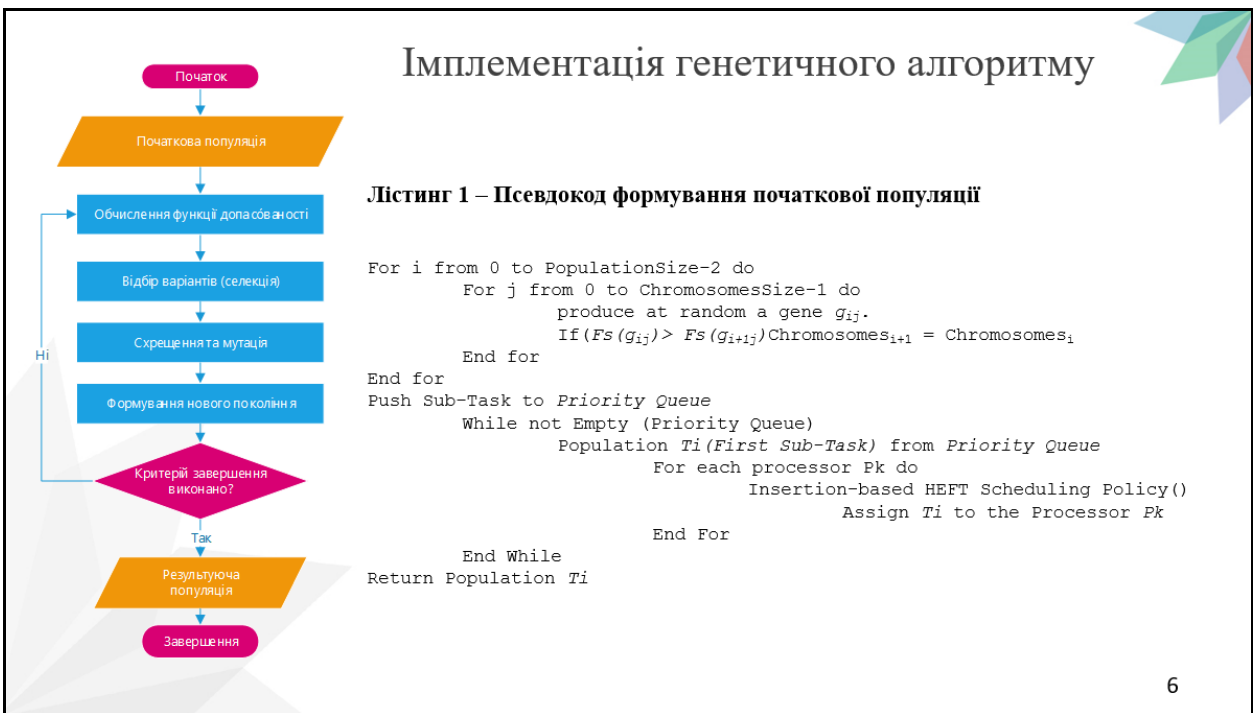 Імплементація генетичного алгоритму
Початок
Початкова популяція
Обчислення функції допасо́ваності
Відбір варіантів (селекція)
Схрещення та мутація
Формування нового покоління
Ні
Критерій завершення
виконано?
Так
Результуюча
популяція
Завершення
Лістинг 1 – Псевдокод формування початкової популяції
For i from 0 to PopulationSize-2 do
For j from 0 to ChromosomesSize-1 do
produce at random a gene gij.
If(Fs(gij)> Fs(gi+1j)Chromosomesi+1 = Chromosomesi
End for
End for
Push Sub-Task to Priority Queue
While not Empty (Priority Queue)
Population Ti(First Sub-Task) from Priority Queue
For each processor Pk do
Insertion-based HEFT Scheduling Policy()
Assign Ti to the Processor Pk
End For
End While
Return Population Ti
6